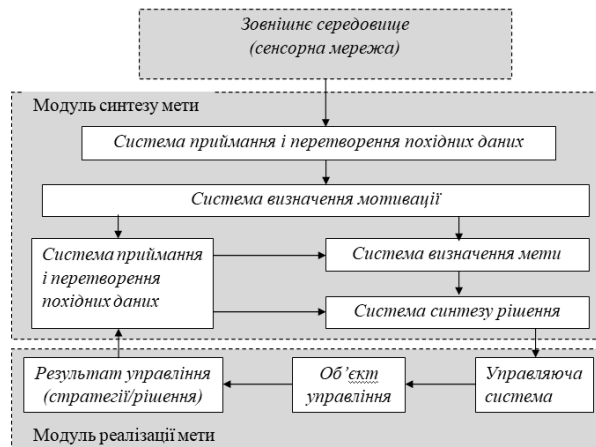 Зовнішнє середовище
(сенсорна мережа)
Модуль синтезу мети
Система приймання і перетворення похідних даних
Система визначення мотивації
Система приймання
і перетворення
похідних даних
Система визначення мети
Система синтезу рішення
Результат управління
(стратегії/рішення)
Об’єкт
управління
Управляюча
система
Модуль реалізації мети